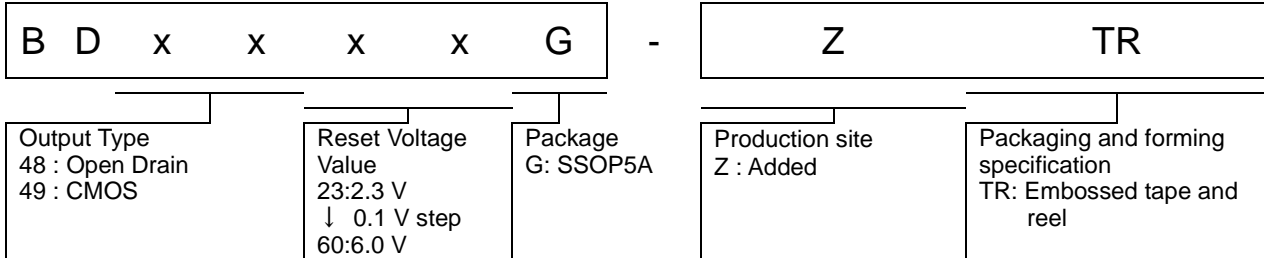 B D x x x x G - Z TR
Output Type
48 : Open Drain
49 : CMOS
Reset Voltage
Value
23:2.3 V
↓ 0.1 V step
60:6.0 V
Package
G: SSOP5A
Production site
Z : Added
Packaging and forming
specification
TR: Embossed tape and
reel